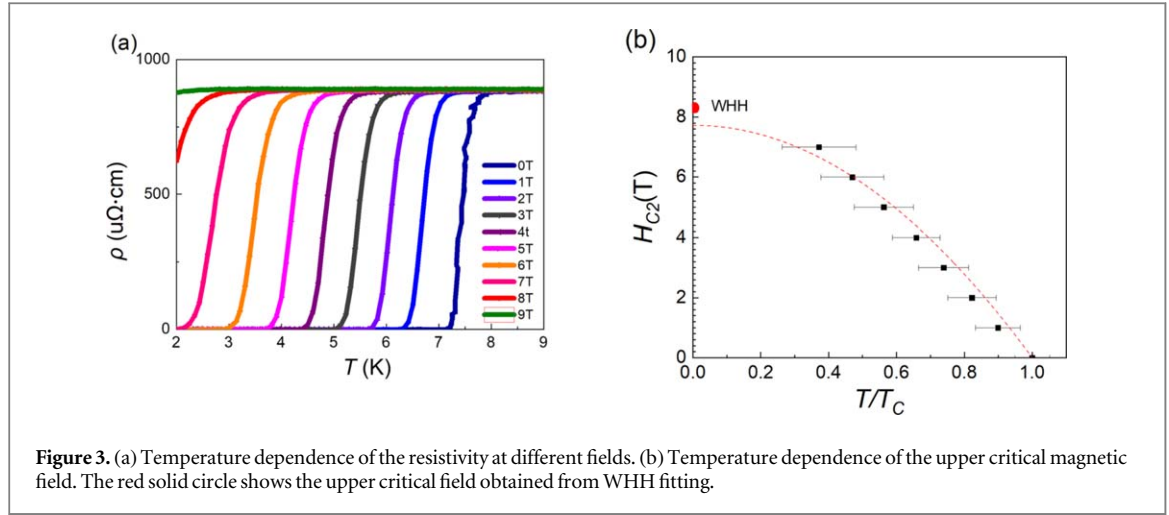 (a)
1000
500
0
ρ (uΩ·cm)
2 3 4 5 6 7 8 9
T (K)
0T
1T
2T
3T
4t
5T
6T
7T
8T
9T
(b)
10
8
6
4
2
0
H_C2(T)
WHH
0.0 0.2 0.4 0.6 0.8 1.0
T/T_C
Figure 3. (a) Temperature dependence of the resistivity at different fields. (b) Temperature dependence of the upper critical magnetic
field. The red solid circle shows the upper critical field obtained from WHH fitting.